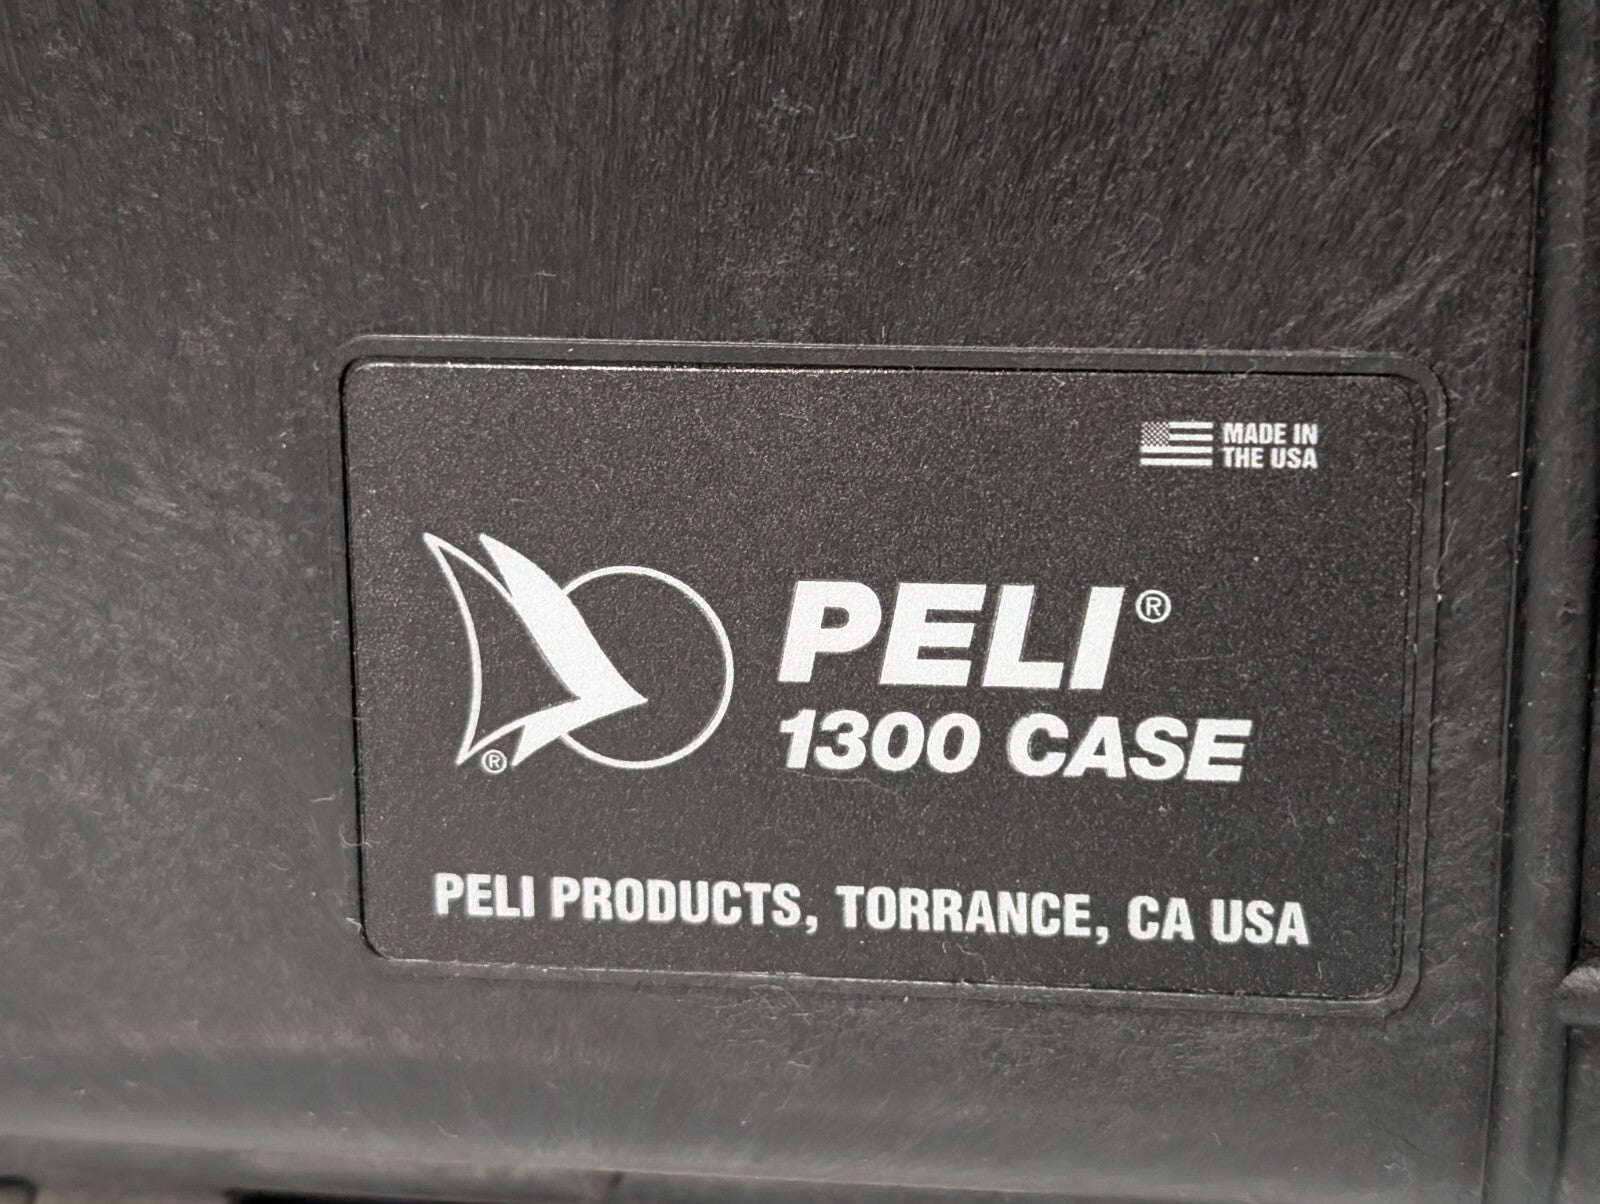 MADE IN
THE USA
PELI®
1300 CASE
®
PELI PRODUCTS, TORRANCE, CA USA